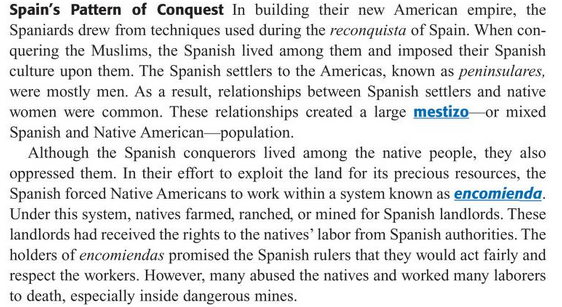 Spain's Pattern of Conquest In building their new American empire, the
Spaniards drew from techniques used during the reconquista of Spain. When con-
quering the Muslims, the Spanish lived among them and imposed their Spanish
culture upon them. The Spanish settlers to the Americas, known as peninsulares,
were mostly men. As a result, relationships between Spanish settlers and native
women were common. These relationships created a large mestizo—or mixed
Spanish and Native American—population.
Although the Spanish conquerors lived among the native people, they also
oppressed them. In their effort to exploit the land for its precious resources, the
Spanish forced Native Americans to work within a system known as encomienda.
Under this system, natives farmed, ranched, or mined for Spanish landlords. These
landlords had received the rights to the natives' labor from Spanish authorities. The
holders of encomiendas promised the Spanish rulers that they would act fairly and
respect the workers. However, many abused the natives and worked many laborers
to death, especially inside dangerous mines.